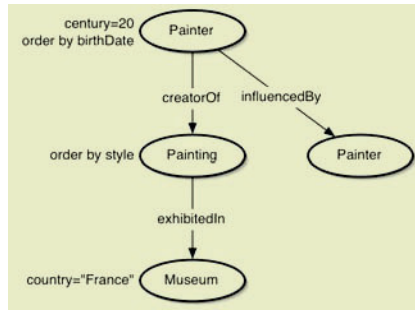 century=20
order by birthDate
Painter
creatorOf
influencedBy
order by style
Painting
Painter
exhibitedIn
country="France"
Museum